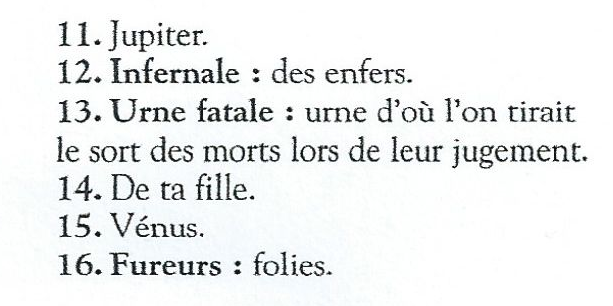 11. Jupiter.
12. Infernale : des enfers.
13. Urne fatale : urne d'où l'on tirait
le sort des morts lors de leur jugement.
14. De ta fille.
15. Vénus.
16. Fureurs : folies.